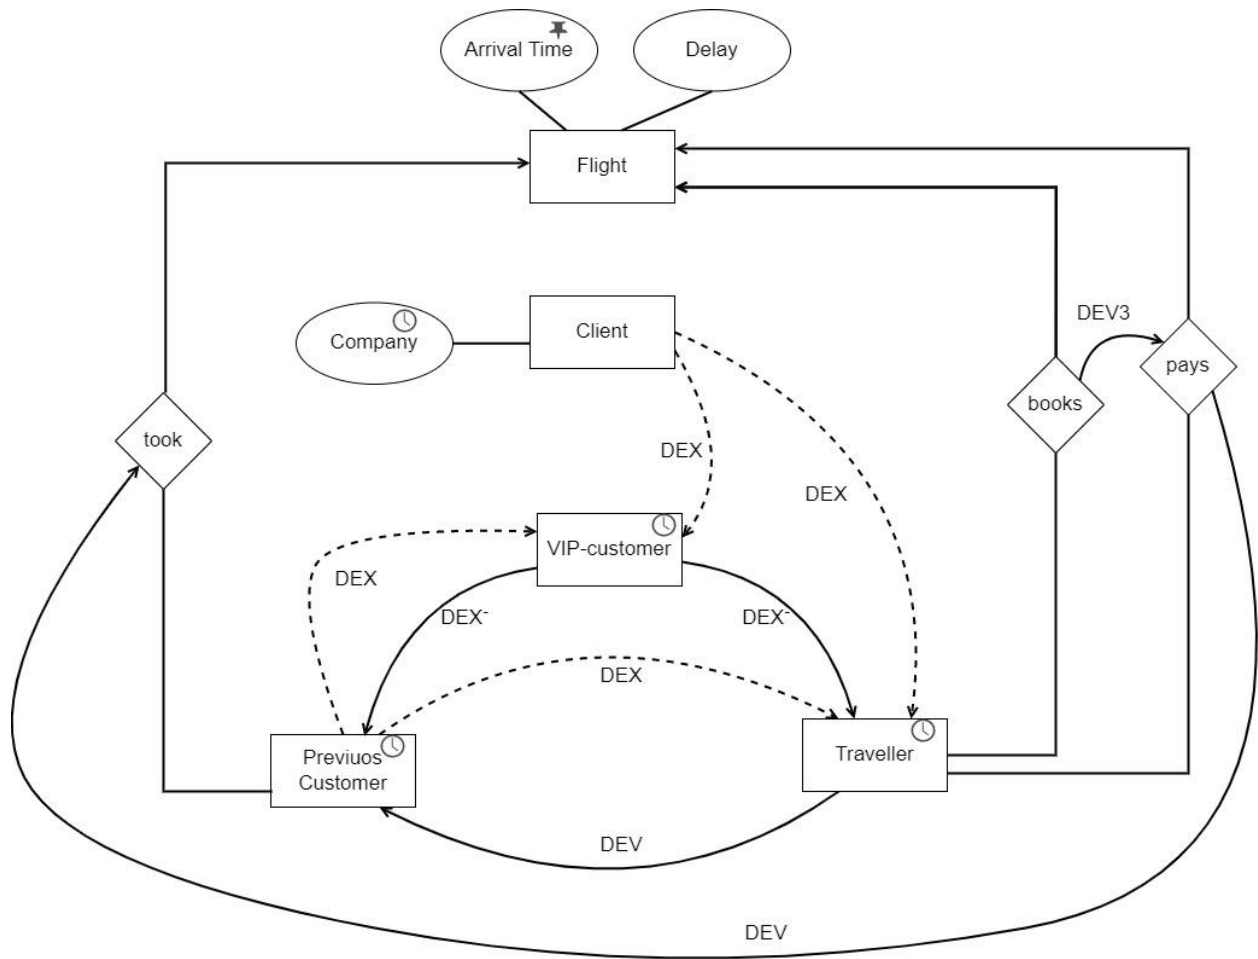 Arrival Time
Delay
Flight
Company
Client
DEV3
pays
books
took
DEX
DEX
VIP-customer
DEX
DEX-
DEX-
DEX
Previuos
Customer
Traveller
DEV
DEV